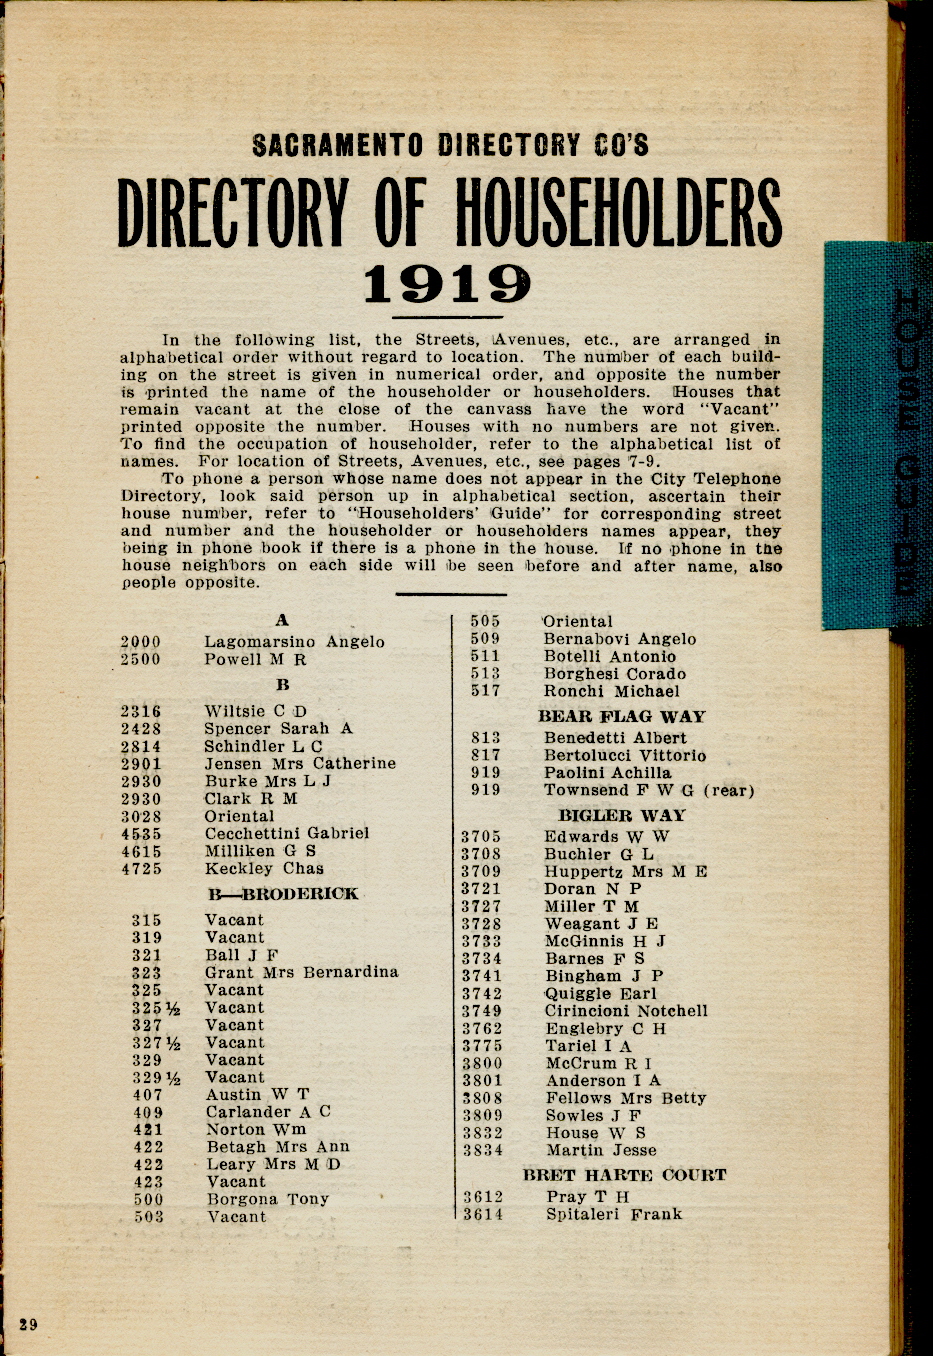 SACRAMENTO DIRECTORY CO'S
DIRECTORY OF HOUSEHOLDERS
1919
In the following list, the Streets, Avenues, etc., are arranged in
alphabetical order without regard to location. The number of each build-
ing on the street is given in numerical order, and opposite the number
is printed the name of the householder or householders. Houses that
remain vacant at the close of the canvass have the word "Vacant"
printed opposite the number. Houses with no numbers are not given.
To find the occupation of householder, refer to the alphabetical list of
names. For location of Streets, Avenues, etc., see pages 7-9.
To phone a person whose name does not appear in the City Telephone
Directory, look said person up in alphabetical section, ascertain their
house number, refer to "Householders' Guide" for corresponding street
and number and the householder or householders names appear, they
being in phone book if there is a phone in the house. If no phone in the
house neighbors on each side will be seen before and after name, also
people opposite.
A
2000 Lagomarsino Angelo
2500 Powell M R
B
2316 Wiltsie C D
2428 Spencer Sarah A
2814 Schindler L C
2901 Jensen Mrs Catherine
2930 Burke Mrs L J
2930 Clark R M
3028 Oriental
4535 Cecchettini Gabriel
4615 Milliken G S
4725 Keckley Chas
B—BRODERICK
315 Vacant
319 Vacant
321 Ball J F
323 Grant Mrs Bernardina
325 Vacant
325½ Vacant
327 Vacant
327½ Vacant
329 Vacant
329½ Vacant
407 Austin W T
409 Carlander A C
421 Norton Wm
422 Betagh Mrs Ann
422 Leary Mrs M D
423 Vacant
500 Borgona Tony
503 Vacant
505 Oriental
509 Bernabovi Angelo
511 Botelli Antonio
513 Borghesi Corado
517 Ronchi Michael
BEAR FLAG WAY
813 Benedetti Albert
817 Bertolucci Vittorio
919 Paolini Achilla
919 Townsend F W G (rear)
BIGLER WAY
3705 Edwards W W
3708 Buchler G L
3709 Huppertz Mrs M E
3721 Doran N P
3727 Miller T M
3728 Weagant J E
3733 McGinnis H J
3734 Barnes F S
3741 Bingham J P
3742 Quiggle Earl
3749 Cirincioni Notchell
3762 Englebry C H
3775 Tariel I A
3800 McCrum R I
3801 Anderson I A
3808 Fellows Mrs Betty
3809 Sowles J F
3832 House W S
3834 Martin Jesse
BRET HARTE COURT
3612 Pray T H
3614 Spitaleri Frank
HOUSE GUIDE
29